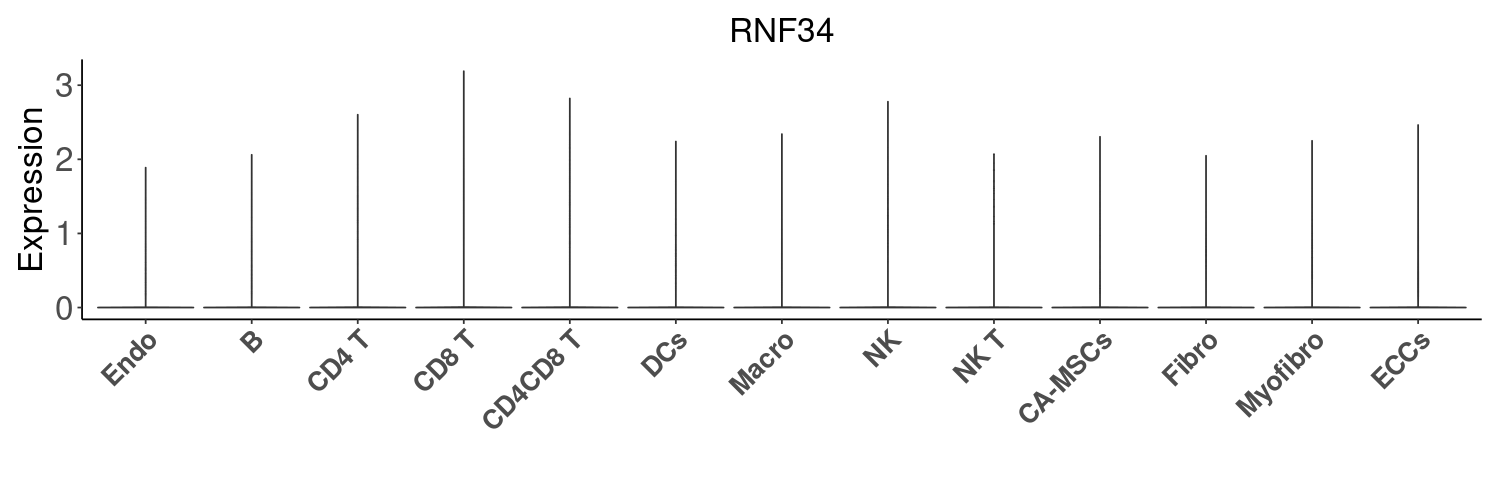 RNF34
Expression
3
2
1
0
Endo
B
CD4 T
CD8 T
CD4CD8 T
DCs
Macro
NK
NK T
CA-MSCs
Fibro
Myofibro
ECCs